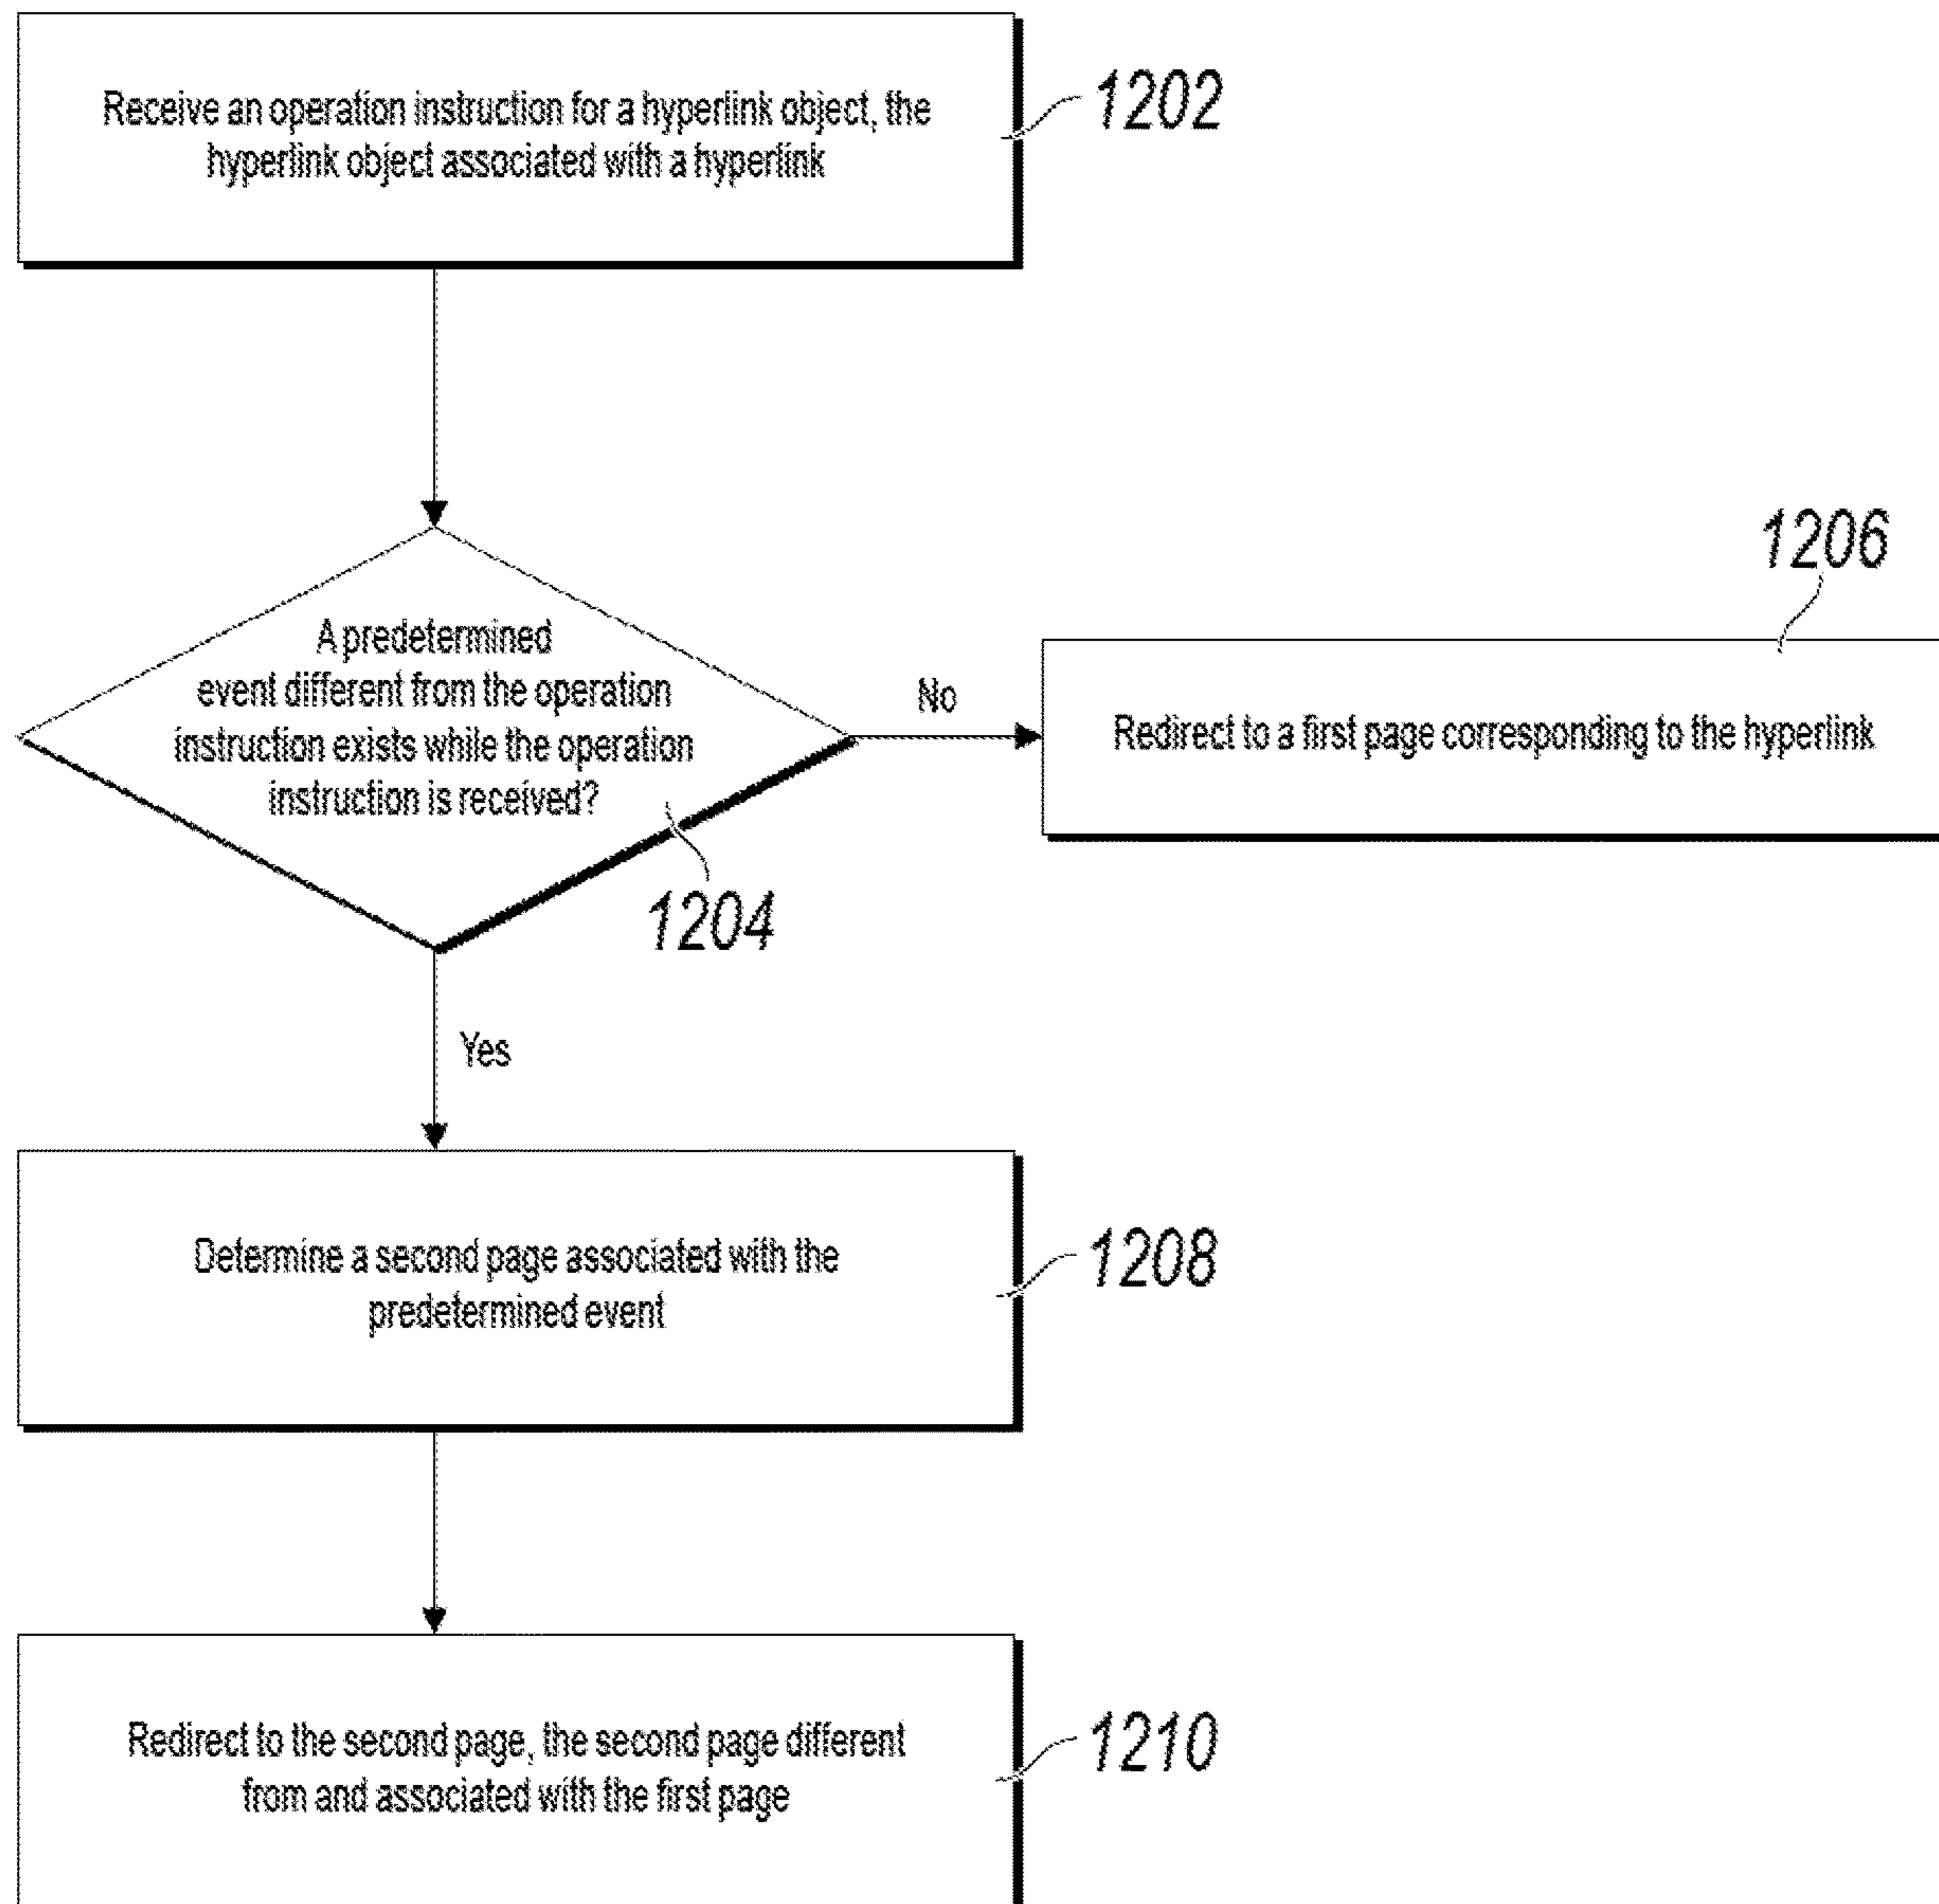 Receive an operation instruction for a hyperlink object, the
hyperlink object associated with a hyperlink
1202
A predetermined
event different from the operation
instruction exists while the operation
instruction is received?
1204
No
1206
Redirect to a first page corresponding to the hyperlink
Yes
Determine a second page associated with the
predetermined event
1208
Redirect to the second page, the second page different
from and associated with the first page
1210